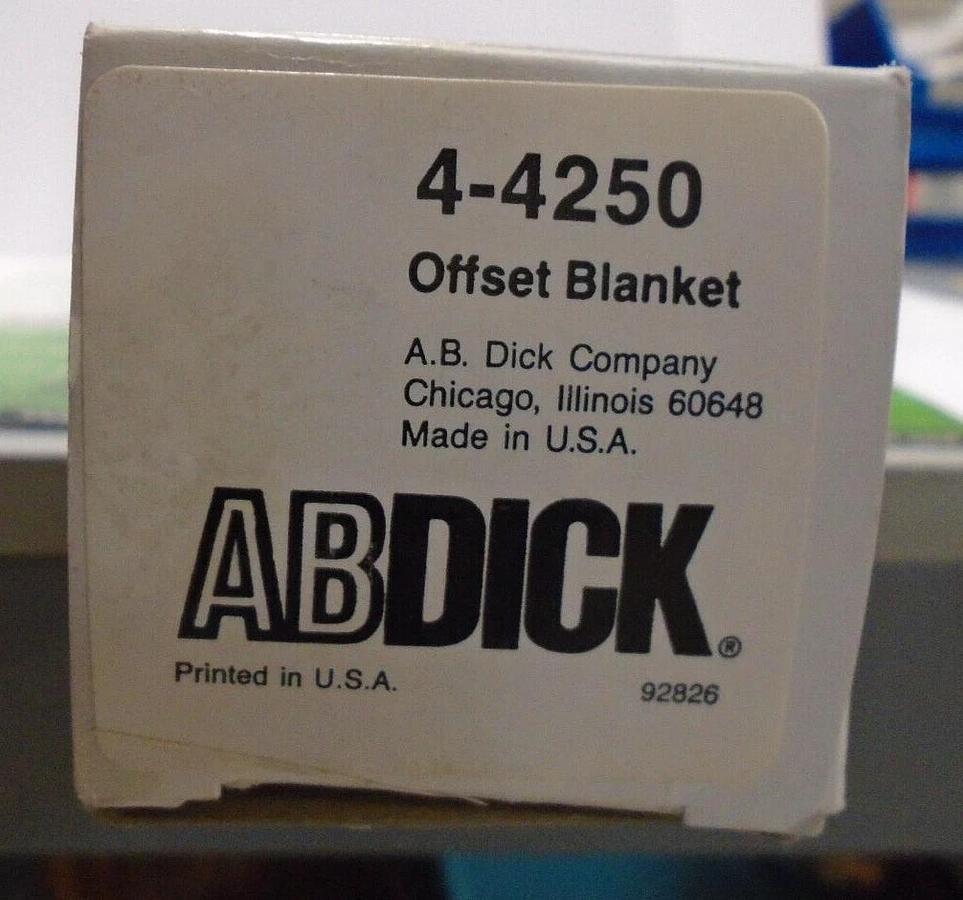 4-4250
Offset Blanket
A.B. Dick Company
Chicago, Illinois 60648
Made in U.S.A.
ABDICK®
Printed in U.S.A.
92826